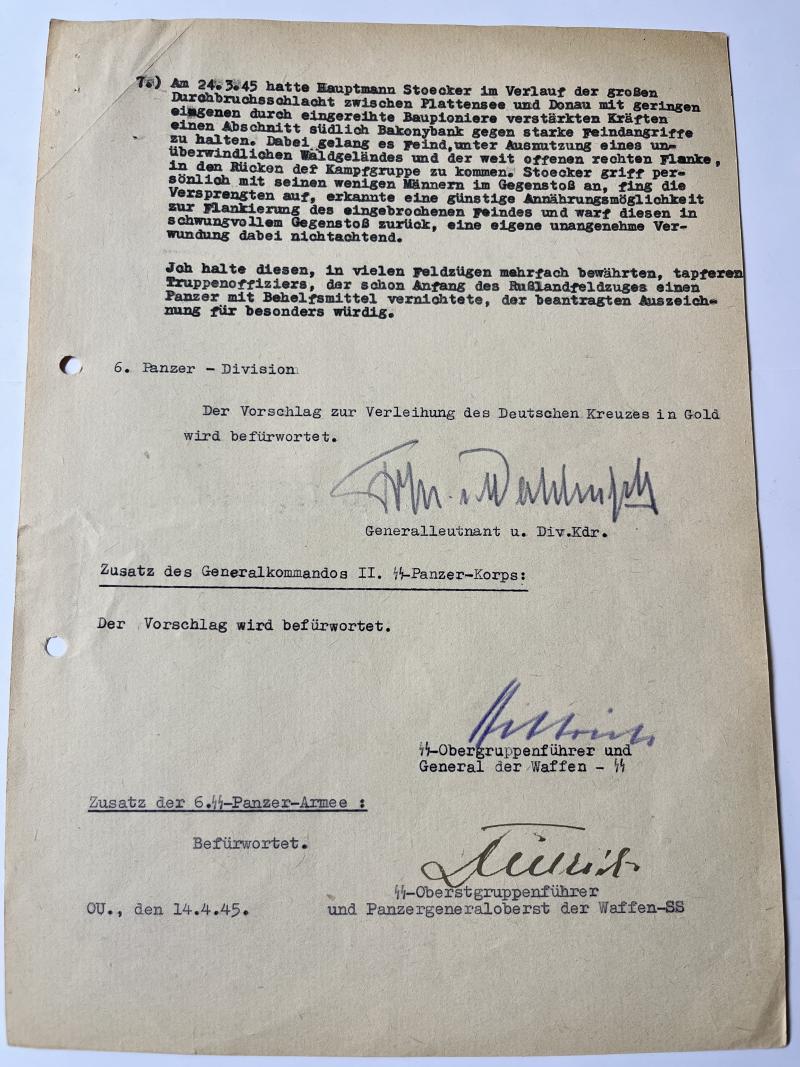 7.) Am 24.3.45 hatte Hauptmann Stoecker im Verlauf der großen
Durchbruchsschlacht zwischen Plattensee und Donau mit geringen
eingenen durch eingereihte Baupioniere verstärkten Kräften
einen Abschnitt südlich Bakonybank gegen starke Feindangriffe
zu halten. Dabei gelang es Feind,unter Ausnutzung eines un-
überwindlichen Waldgeländes und der weit offenen rechten Flanke,
in den Rücken der Kampfgruppe zu kommen. Stoecker griff per-
sönlich mit seinen wenigen Männern im Gegenstoß an, fing die
Versprengten auf, erkannte eine günstige Annährungsmöglichkeit
zur Flankierung des eingebrochenen Feindes und warf diesen in
schwungvollem Gegenstoß zurück, eine eigene unangenehme Ver-
wundung dabei nichtachtend.
Jch halte diesen, in vielen Feldzügen mehrfach bewährten, tapferen
Truppenoffiziers, der schon Anfang des Rußlandfeldzuges einen
Panzer mit Behelfsmittel vernichtete, der beantragten Auszeich-
nung für besonders würdig.
6. Panzer - Division
Der Vorschlag zur Verleihung des Deutschen Kreuzes in Gold
wird befürwortet.
Generalleutnant u. Div.Kdr.
Zusatz des Generalkommandos II. ᛋᛋ-Panzer-Korps:
Der Vorschlag wird befürwortet.
Bittrich
ᛋᛋ-Obergruppenführer und
General der Waffen - ᛋᛋ
Zusatz der 6.ᛋᛋ-Panzer-Armee :
Befürwortet.
Dietrich
ᛋᛋ-Oberstgruppenführer
OU., den 14.4.45. und Panzergeneraloberst der Waffen-SS